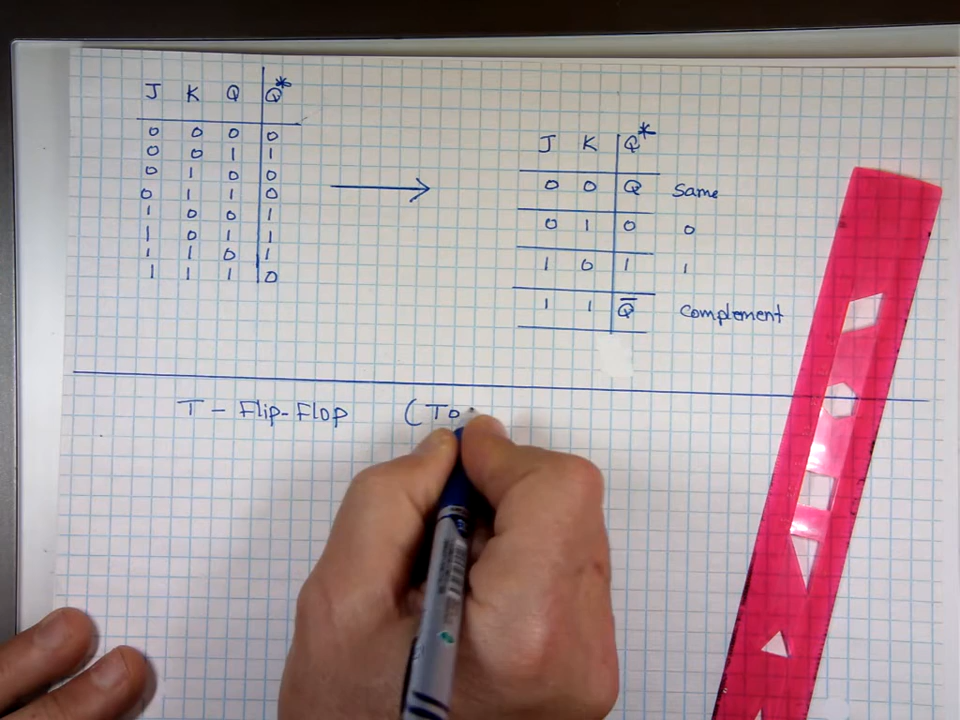 J K Q Q*
0 0 0 0
0 0 1 1
0 1 0 0
0 1 1 0
1 0 0 1
1 0 1 1
1 1 0 1
1 1 1 0
J K Q*
0 0 Q Same
0 1 0 0
1 0 1 1
1 1 Q̅ Complement
T - Flip-Flop (To